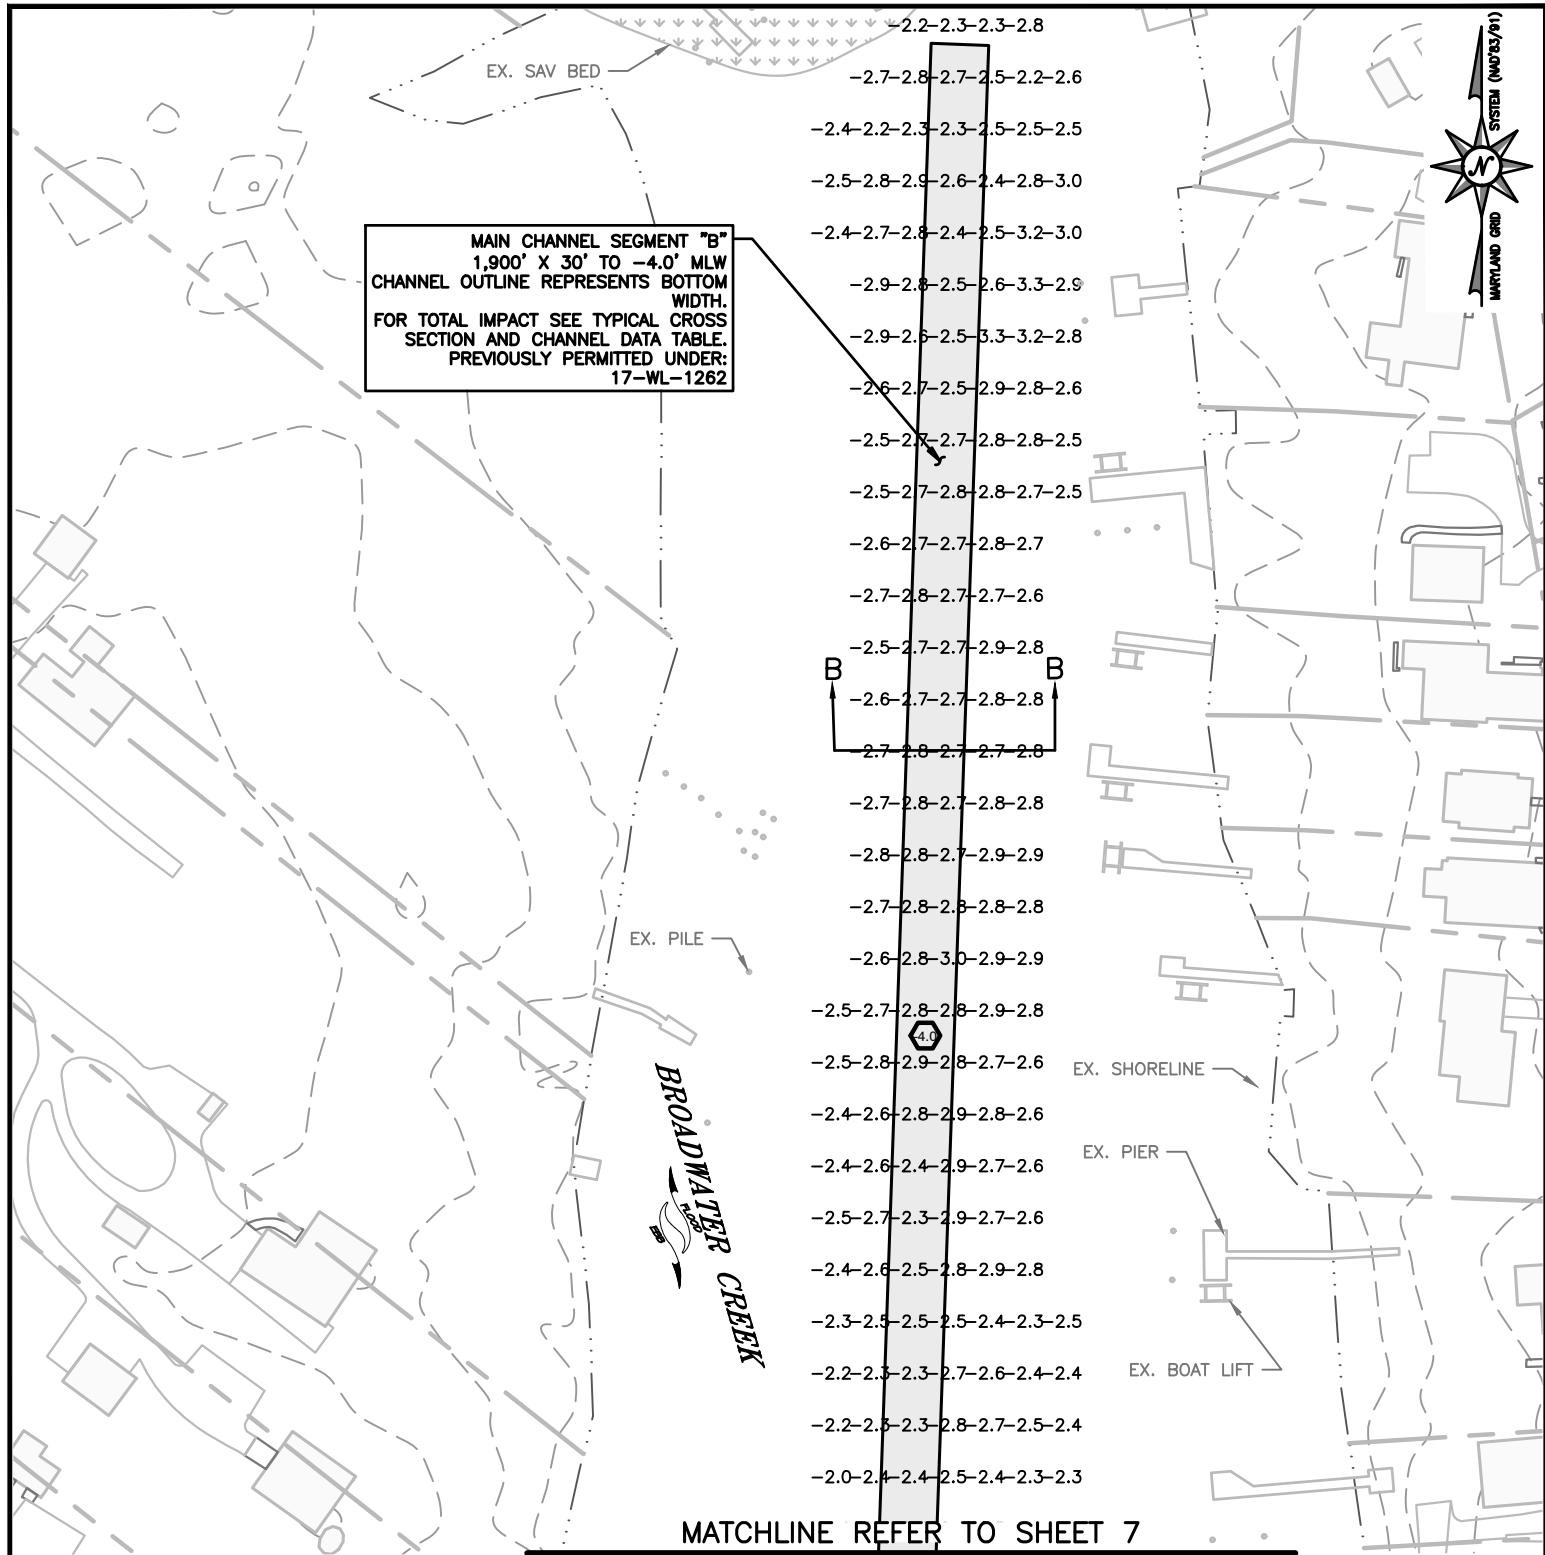 -2.2-2.3-2.3-2.8
EX. SAV BED
-2.7-2.8-2.7-2.5-2.2-2.6
-2.4-2.2-2.3-2.3-2.5-2.5-2.5
-2.5-2.8-2.9-2.6-2.4-2.8-3.0
-2.4-2.7-2.8-2.4-2.5-3.2-3.0
MARYLAND GRID
N
SYSTEM (NAD'83/91)
MAIN CHANNEL SEGMENT "B"
1,900' X 30' TO -4.0' MLW
CHANNEL OUTLINE REPRESENTS BOTTOM
WIDTH.
FOR TOTAL IMPACT SEE TYPICAL CROSS
SECTION AND CHANNEL DATA TABLE.
PREVIOUSLY PERMITTED UNDER:
17-WL-1262
-2.9-2.8-2.5-2.6-3.3-2.9
-2.9-2.6-2.5-3.3-3.2-2.8
-2.6-2.7-2.5-2.9-2.8-2.6
-2.5-2.7-2.7-2.8-2.8-2.5
-2.5-2.7-2.8-2.8-2.7-2.5
-2.6-2.7-2.7-2.8-2.7
-2.7-2.8-2.7-2.7-2.6
-2.5-2.7-2.7-2.9-2.8
B B
-2.6-2.7-2.7-2.8-2.8
-2.7-2.8-2.7-2.7-2.8
-2.7-2.8-2.7-2.8-2.8
-2.8-2.8-2.7-2.9-2.9
-2.7-2.8-2.8-2.8-2.8
EX. PILE
-2.6-2.8-3.0-2.9-2.9
-2.5-2.7-2.8-2.8-2.9-2.8
-4.0
-2.5-2.8-2.9-2.8-2.7-2.6
EX. SHORELINE
-2.4-2.6-2.8-2.9-2.8-2.6
EX. PIER
-2.4-2.6-2.4-2.9-2.7-2.6
BROADWATER CREEK
FLOOD
EBB
-2.5-2.7-2.3-2.9-2.7-2.6
-2.4-2.6-2.5-2.8-2.9-2.8
-2.3-2.5-2.5-2.5-2.4-2.3-2.5
EX. BOAT LIFT
-2.2-2.3-2.3-2.7-2.6-2.4-2.4
-2.2-2.3-2.3-2.8-2.7-2.5-2.4
-2.0-2.4-2.4-2.5-2.4-2.3-2.3
MATCHLINE REFER TO SHEET 7